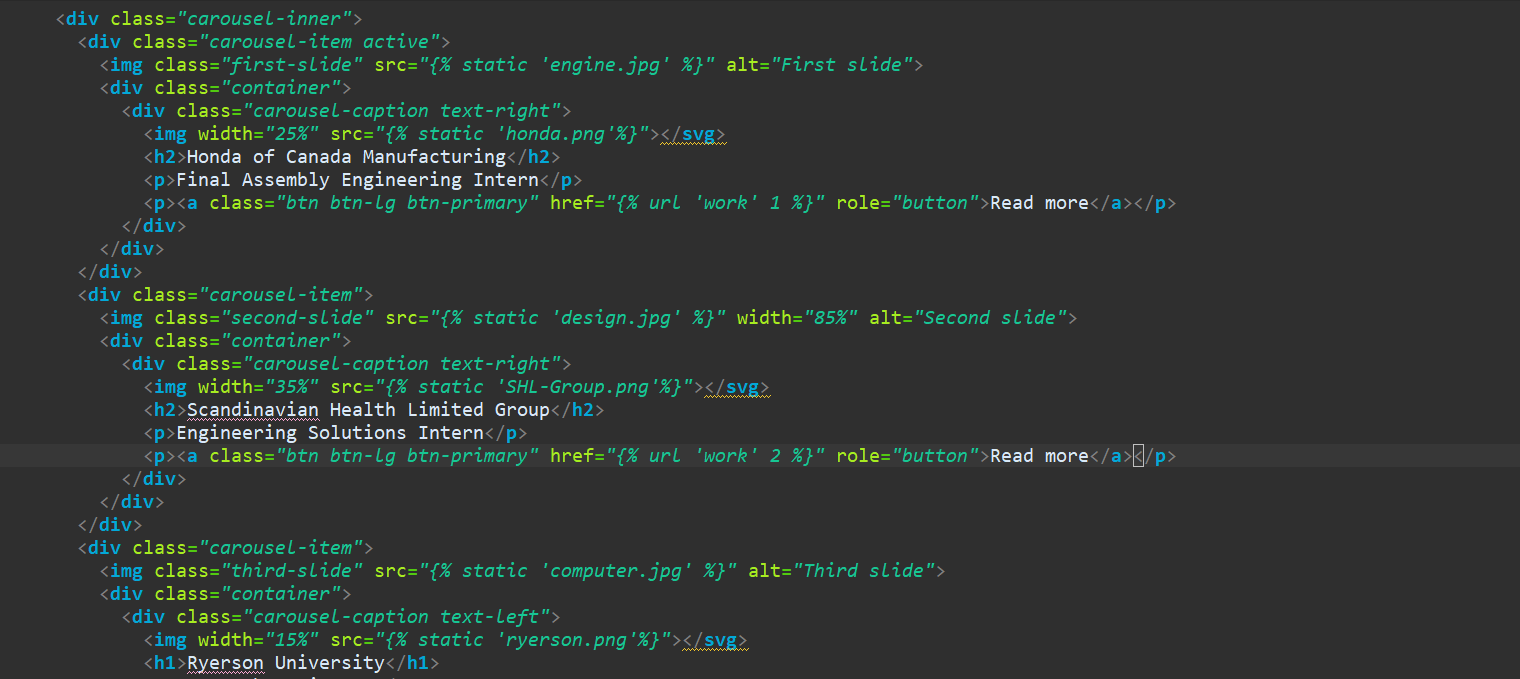 <div class="carousel-inner">
<div class="carousel-item active">
<img class="first-slide" src="{% static 'engine.jpg' %}" alt="First slide">
<div class="container">
<div class="carousel-caption text-right">
<img width="25%" src="{% static 'honda.png'%}"></svg>
<h2>Honda of Canada Manufacturing</h2>
<p>Final Assembly Engineering Intern</p>
<p><a class="btn btn-lg btn-primary" href="{% url 'work' 1 %}" role="button">Read more</a></p>
</div>
</div>
</div>
<div class="carousel-item">
<img class="second-slide" src="{% static 'design.jpg' %}" width="85%" alt="Second slide">
<div class="container">
<div class="carousel-caption text-right">
<img width="35%" src="{% static 'SHL-Group.png'%}"></svg>
<h2>Scandinavian Health Limited Group</h2>
<p>Engineering Solutions Intern</p>
<p><a class="btn btn-lg btn-primary" href="{% url 'work' 2 %}" role="button">Read more</a></p>
</div>
</div>
</div>
<div class="carousel-item">
<img class="third-slide" src="{% static 'computer.jpg' %}" alt="Third slide">
<div class="container">
<div class="carousel-caption text-left">
<img width="15%" src="{% static 'ryerson.png'%}"></svg>
<h1>Ryerson University</h1>